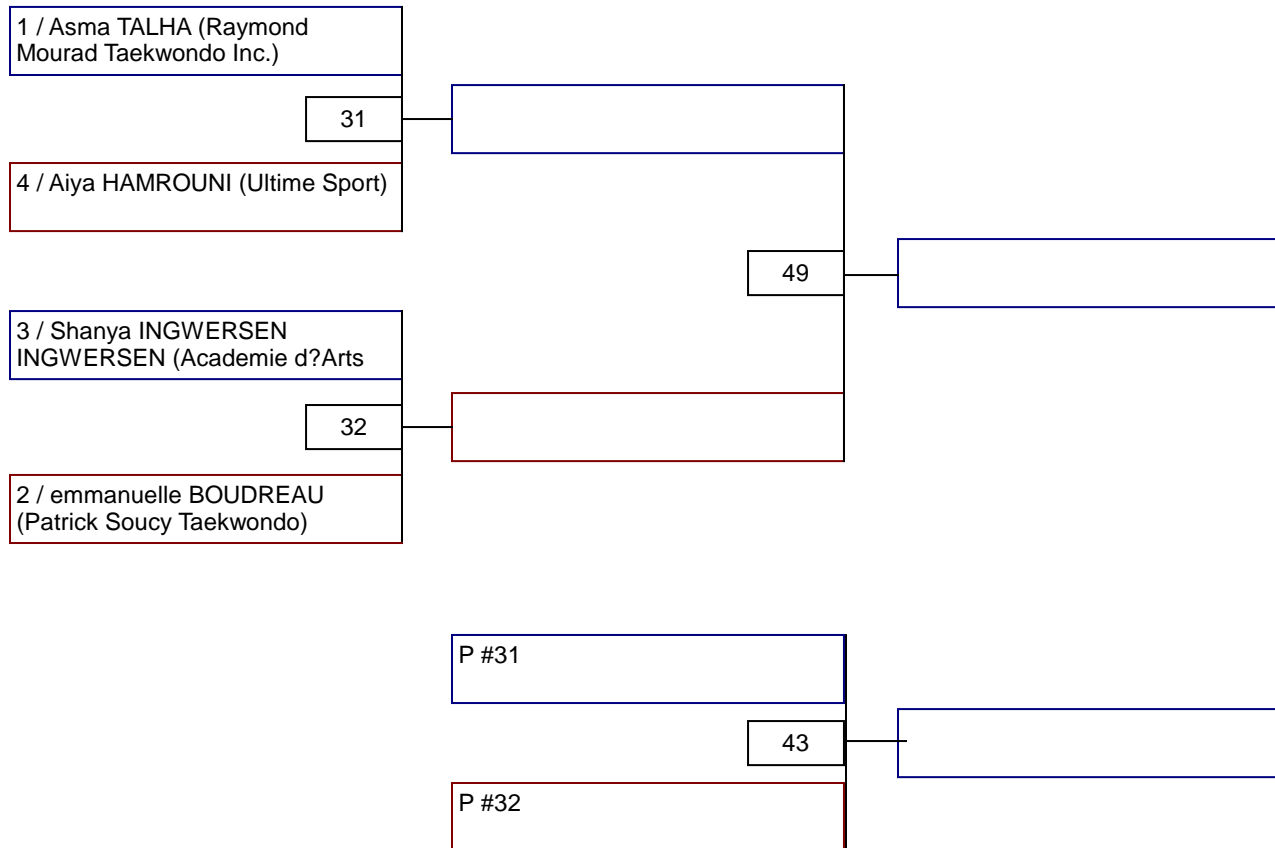 1 / Asma TALHA (Raymond
Mourad Taekwondo Inc.)
31
4 / Aiya HAMROUNI (Ultime Sport)
49
3 / Shanya INGWERSEN
INGWERSEN (Academie d?Arts
32
2 / emmanuelle BOUDREAU
(Patrick Soucy Taekwondo)
P #31
43
P #32